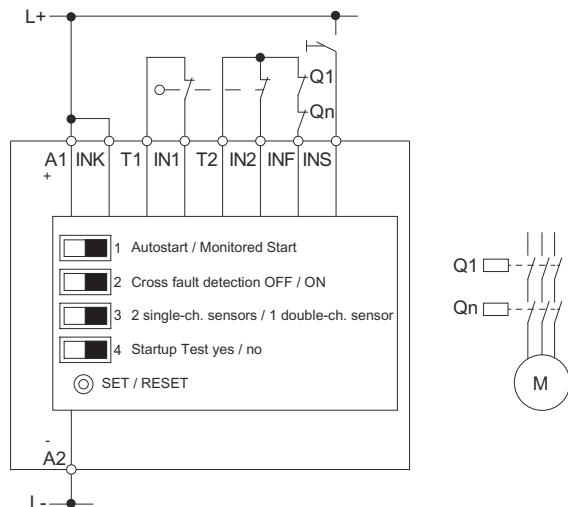 L+
Q1
Qn
A1 INK T1 IN1 T2 IN2 INF INS
+
1 Autostart / Monitored Start
2 Cross fault detection OFF / ON
3 2 single-ch. sensors / 1 double-ch. sensor
4 Startup Test yes / no
SET / RESET
-
A2
L-
Q1
Qn
M